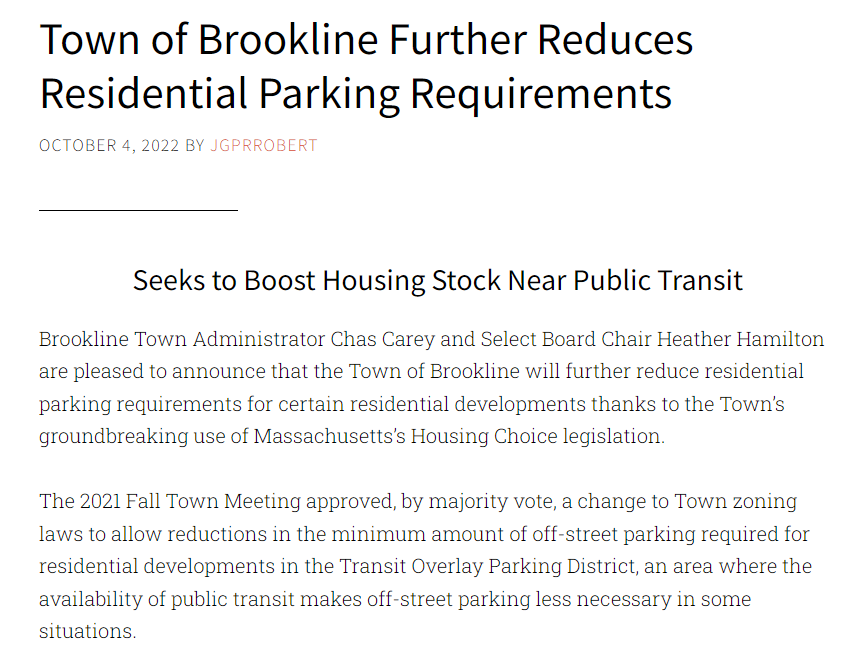 Town of Brookline Further Reduces
Residential Parking Requirements
OCTOBER 4, 2022 BY JGPRROBERT
Seeks to Boost Housing Stock Near Public Transit
Brookline Town Administrator Chas Carey and Select Board Chair Heather Hamilton
are pleased to announce that the Town of Brookline will further reduce residential
parking requirements for certain residential developments thanks to the Town’s
groundbreaking use of Massachusetts’s Housing Choice legislation.
The 2021 Fall Town Meeting approved, by majority vote, a change to Town zoning
laws to allow reductions in the minimum amount of off-street parking required for
residential developments in the Transit Overlay Parking District, an area where the
availability of public transit makes off-street parking less necessary in some
situations.